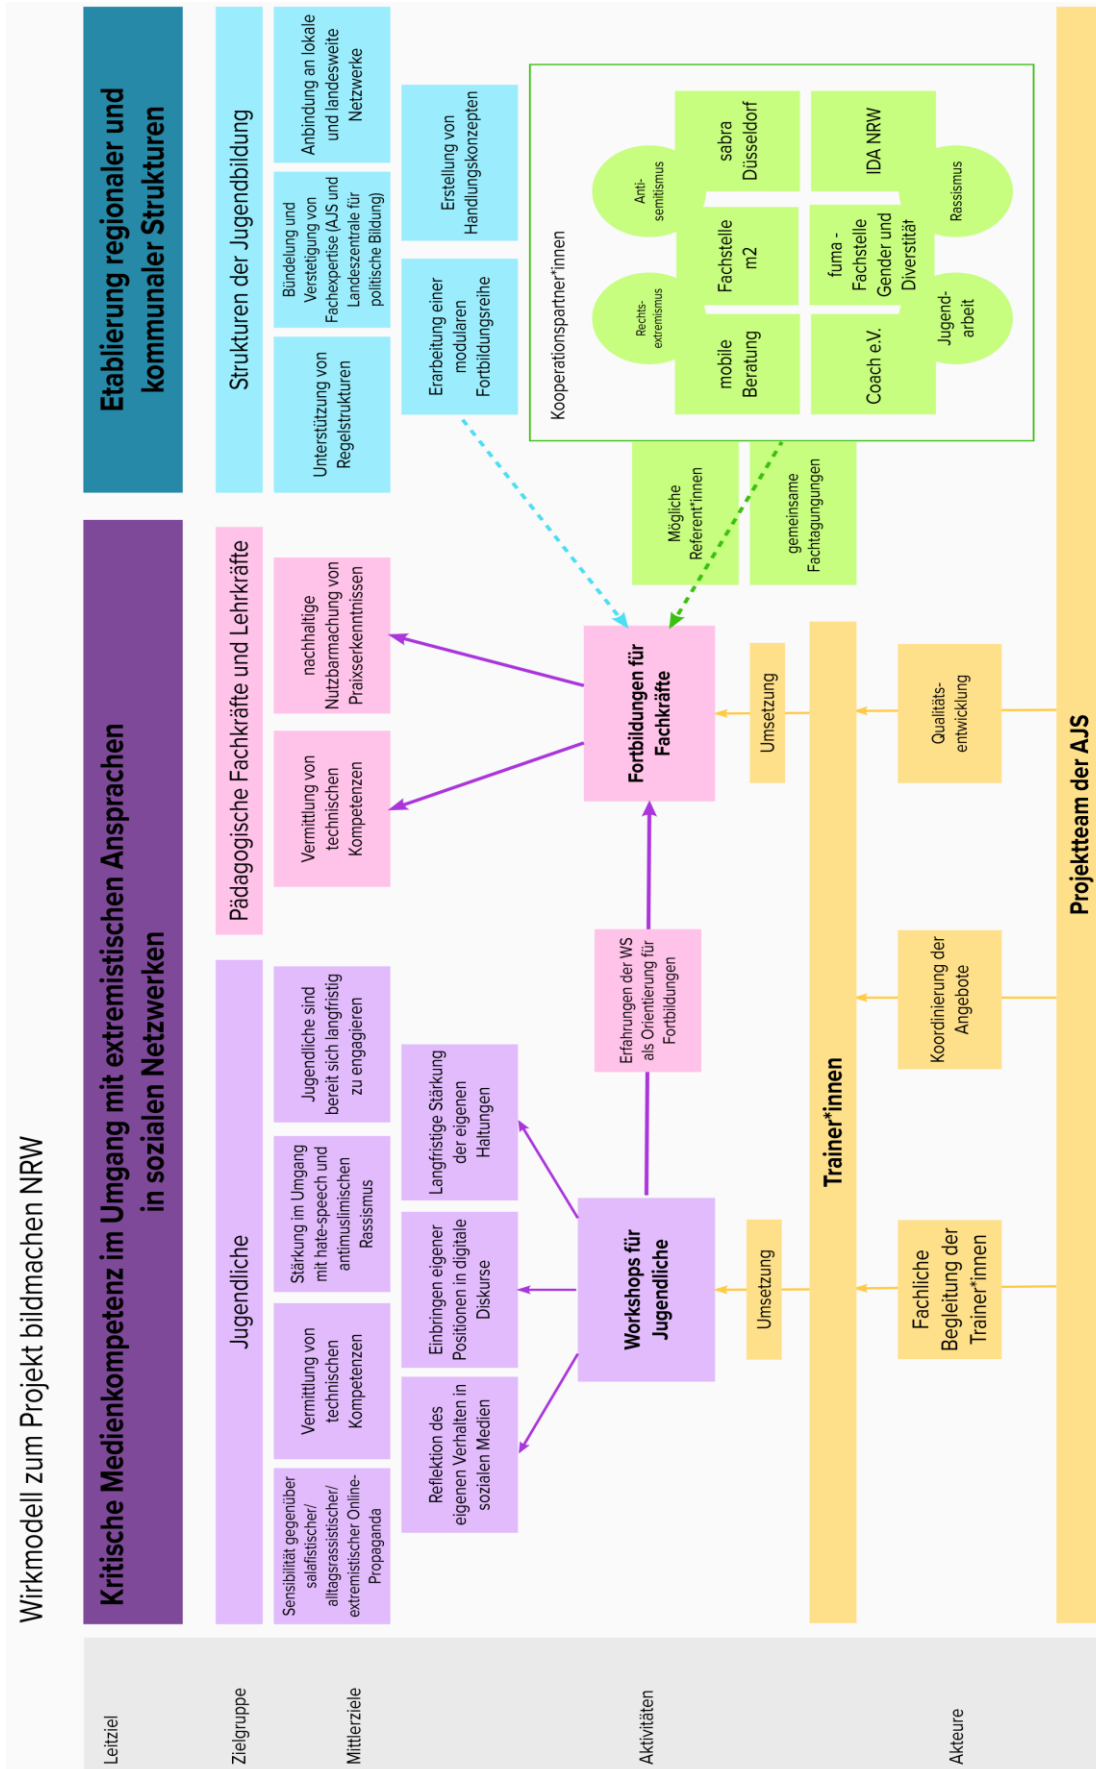 Wirkmodell zum Projekt bildmachen NRW
Leitziel
Kritische Medienkompetenz im Umgang mit extremistischen Ansprachen
in sozialen Netzwerken
Etablierung regionaler und
kommunaler Strukturen
Zielgruppe
Jugendliche
Pädagogische Fachkräfte und Lehrkräfte
Strukturen der Jugendbildung
Mittlerziele
Sensibilität gegenüber
salafistischer/
alltagsrassistischer/
extremistischer Online-
Propaganda
Vermittlung von
technischen
Kompetenzen
Stärkung im Umgang
mit hate-speech und
antimuslimischen
Rassismus
Jugendliche sind
bereit sich langfristig
zu engagieren
Vermittlung von
technischen
Kompetenzen
nachhaltige
Nutzbarmachung von
Praixserkenntnissen
Unterstützung von
Regelstrukturen
Bündelung und
Verstetigung von
Fachexpertise (AJS und
Landeszentrale für
politische Bildung)
Anbindung an lokale
und landesweite
Netzwerke
Reflektion des
eigenen Verhalten in
sozialen Medien
Einbringen eigener
Positionen in digitale
Diskurse
Langfristige Stärkung
der eigenen
Haltungen
Erarbeitung einer
modularen
Fortbildungsreihe
Erstellung von
Handlungskonzepten
Aktivitäten
Workshops für
Jugendliche
Erfahrungen der WS
als Orientierung für
Fortbildungen
Fortbildungen für
Fachkräfte
Mögliche
Referent*innen
gemeinsame
Fachtagungungen
Kooperationspartner*innen
Rechts-
extremismus
Anti-
semitismus
mobile
Beratung
Fachstelle
m2
sabra
Düsseldorf
Coach e.V.
fuma -
Fachstelle
Gender und
Diverstität
IDA NRW
Jugend-
arbeit
Rassismus
Umsetzung
Umsetzung
Trainer*innen
Akteure
Fachliche
Begleitung der
Trainer*innen
Koordinierung der
Angebote
Qualitäts-
entwicklung
Projektteam der AJS